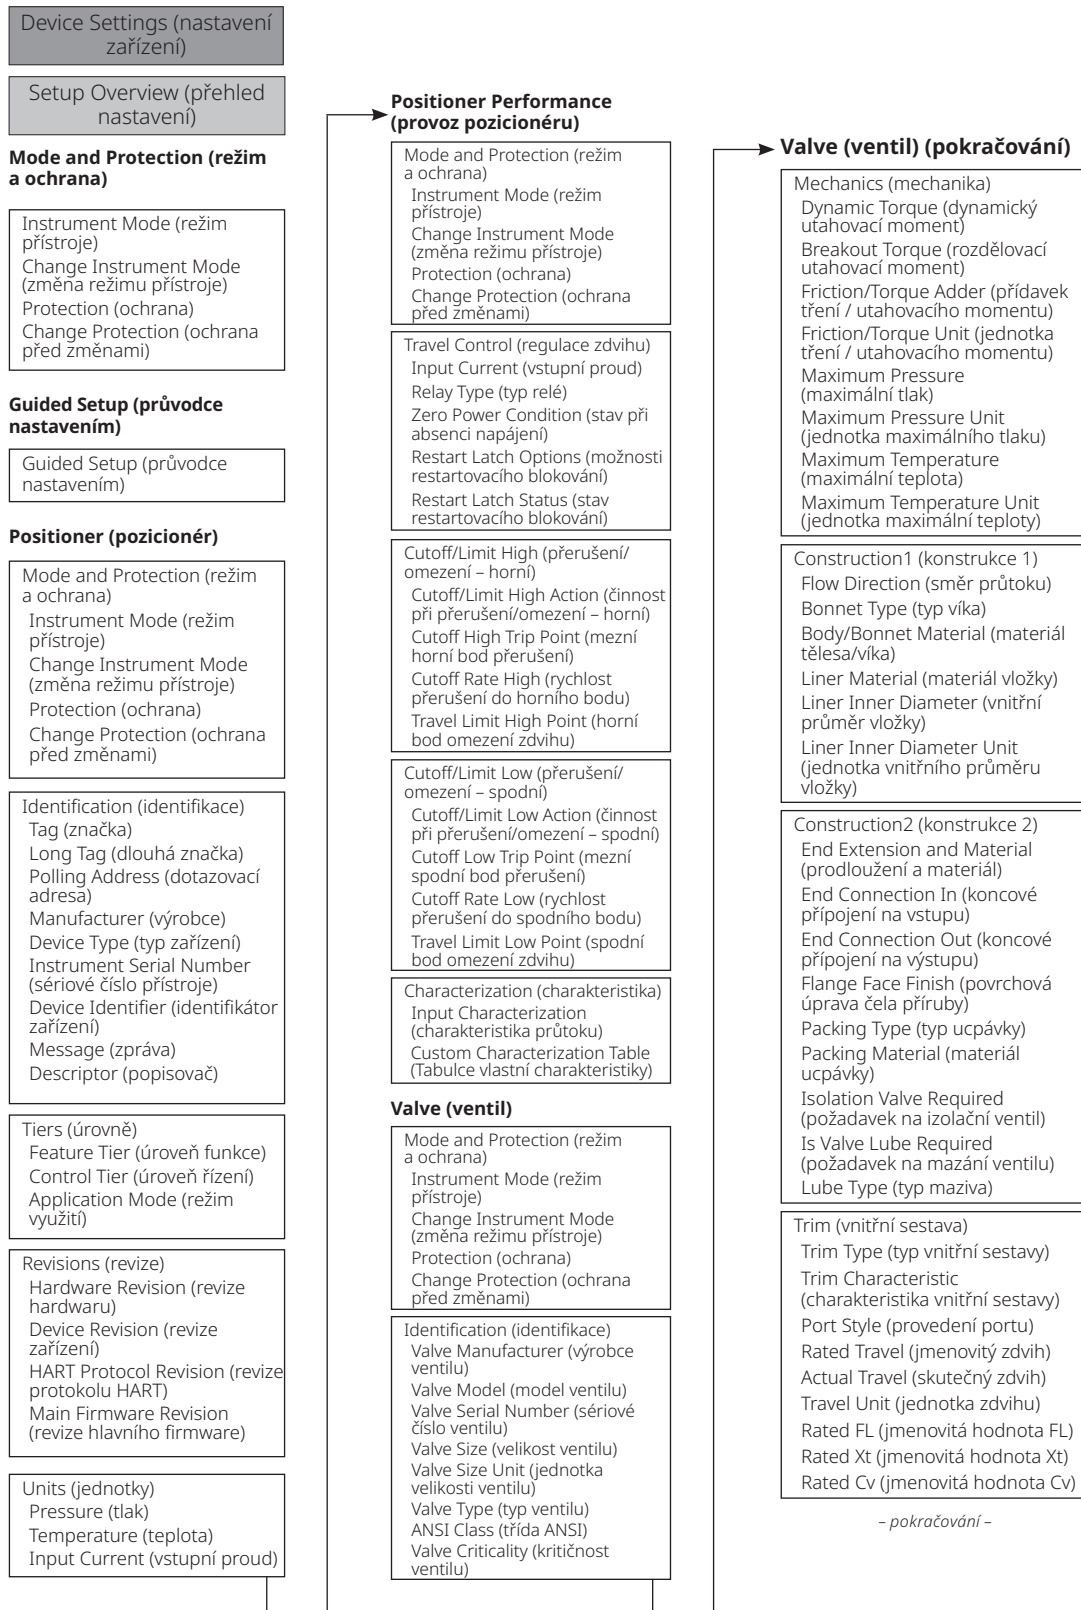 Device Settings (nastavení
zařízení)
Setup Overview (přehled
nastavení)
Mode and Protection (režim
a ochrana)
Instrument Mode (režim
přístroje)
Change Instrument Mode
(změna režimu přístroje)
Protection (ochrana)
Change Protection (ochrana
před změnami)
Guided Setup (průvodce
nastavením)
Guided Setup (průvodce
nastavením)
Positioner (pozicionér)
Mode and Protection (režim
a ochrana)
Instrument Mode (režim
přístroje)
Change Instrument Mode
(změna režimu přístroje)
Protection (ochrana)
Change Protection (ochrana
před změnami)
Identification (identifikace)
Tag (značka)
Long Tag (dlouhá značka)
Polling Address (dotazovací
adresa)
Manufacturer (výrobce)
Device Type (typ zařízení)
Instrument Serial Number
(sériové číslo přístroje)
Device Identifier (identifikátor
zařízení)
Message (zpráva)
Descriptor (popisovač)
Tiers (úrovně)
Feature Tier (úroveň funkce)
Control Tier (úroveň řízení)
Application Mode (režim
využití)
Revisions (revize)
Hardware Revision (revize
hardwaru)
Device Revision (revize
zařízení)
HART Protocol Revision (revize
protokolu HART)
Main Firmware Revision
(revize hlavního firmware)
Units (jednotky)
Pressure (tlak)
Temperature (teplota)
Input Current (vstupní proud)
Positioner Performance
(provoz pozicionéru)
Mode and Protection (režim
a ochrana)
Instrument Mode (režim
přístroje)
Change Instrument Mode
(změna režimu přístroje)
Protection (ochrana)
Change Protection (ochrana
před změnami)
Travel Control (regulace zdvihu)
Input Current (vstupní proud)
Relay Type (typ relé)
Zero Power Condition (stav při
absenci napájení)
Restart Latch Options (možnosti
restartovacího blokování)
Restart Latch Status (stav
restartovacího blokování)
Cutoff/Limit High (přerušení/
omezení – horní)
Cutoff/Limit High Action (činnost
při přerušení/omezení – horní)
Cutoff High Trip Point (mezní
horní bod přerušení)
Cutoff Rate High (rychlost
přerušení do horního bodu)
Travel Limit High Point (horní
bod omezení zdvihu)
Cutoff/Limit Low (přerušení/
omezení – spodní)
Cutoff/Limit Low Action (činnost
při přerušení/omezení – spodní)
Cutoff Low Trip Point (mezní
spodní bod přerušení)
Cutoff Rate Low (rychlost
přerušení do spodního bodu)
Travel Limit Low Point (spodní
bod omezení zdvihu)
Characterization (charakteristika)
Input Characterization
(charakteristika průtoku)
Custom Characterization Table
(Tabulce vlastní charakteristiky)
Valve (ventil)
Mode and Protection (režim
a ochrana)
Instrument Mode (režim
přístroje)
Change Instrument Mode
(změna režimu přístroje)
Protection (ochrana)
Change Protection (ochrana
před změnami)
Identification (identifikace)
Valve Manufacturer (výrobce
ventilu)
Valve Model (model ventilu)
Valve Serial Number (sériové
číslo ventilu)
Valve Size (velikost ventilu)
Valve Size Unit (jednotka
velikosti ventilu)
Valve Type (typ ventilu)
ANSI Class (třída ANSI)
Valve Criticality (kritičnost
ventilu)
Valve (ventil) (pokračování)
Mechanics (mechanika)
Dynamic Torque (dynamický
utahovací moment)
Breakout Torque (rozdělovací
utahovací moment)
Friction/Torque Adder (přídavek
tření / utahovacího momentu)
Friction/Torque Unit (jednotka
tření / utahovacího momentu)
Maximum Pressure
(maximální tlak)
Maximum Pressure Unit
(jednotka maximálního tlaku)
Maximum Temperature
(maximální teplota)
Maximum Temperature Unit
(jednotka maximální teploty)
Construction1 (konstrukce 1)
Flow Direction (směr průtoku)
Bonnet Type (typ víka)
Body/Bonnet Material (materiál
tělesa/víka)
Liner Material (materiál vložky)
Liner Inner Diameter (vnitřní
průměr vložky)
Liner Inner Diameter Unit
(jednotka vnitřního průměru
vložky)
Construction2 (konstrukce 2)
End Extension and Material
(prodloužení a materiál)
End Connection In (koncové
přípojení na vstupu)
End Connection Out (koncové
přípojení na výstupu)
Flange Face Finish (povrchová
úprava čela příruby)
Packing Type (typ ucpávky)
Packing Material (materiál
ucpávky)
Isolation Valve Required
(požadavek na izolační ventil)
Is Valve Lube Required
(požadavek na mazání ventilu)
Lube Type (typ maziva)
Trim (vnitřní sestava)
Trim Type (typ vnitřní sestavy)
Trim Characteristic
(charakteristika vnitřní sestavy)
Port Style (provedení portu)
Rated Travel (jmenovitý zdvih)
Actual Travel (skutečný zdvih)
Travel Unit (jednotka zdvihu)
Rated FL (jmenovitá hodnota FL)
Rated Xt (jmenovitá hodnota Xt)
Rated Cv (jmenovitá hodnota Cv)
– pokračování –